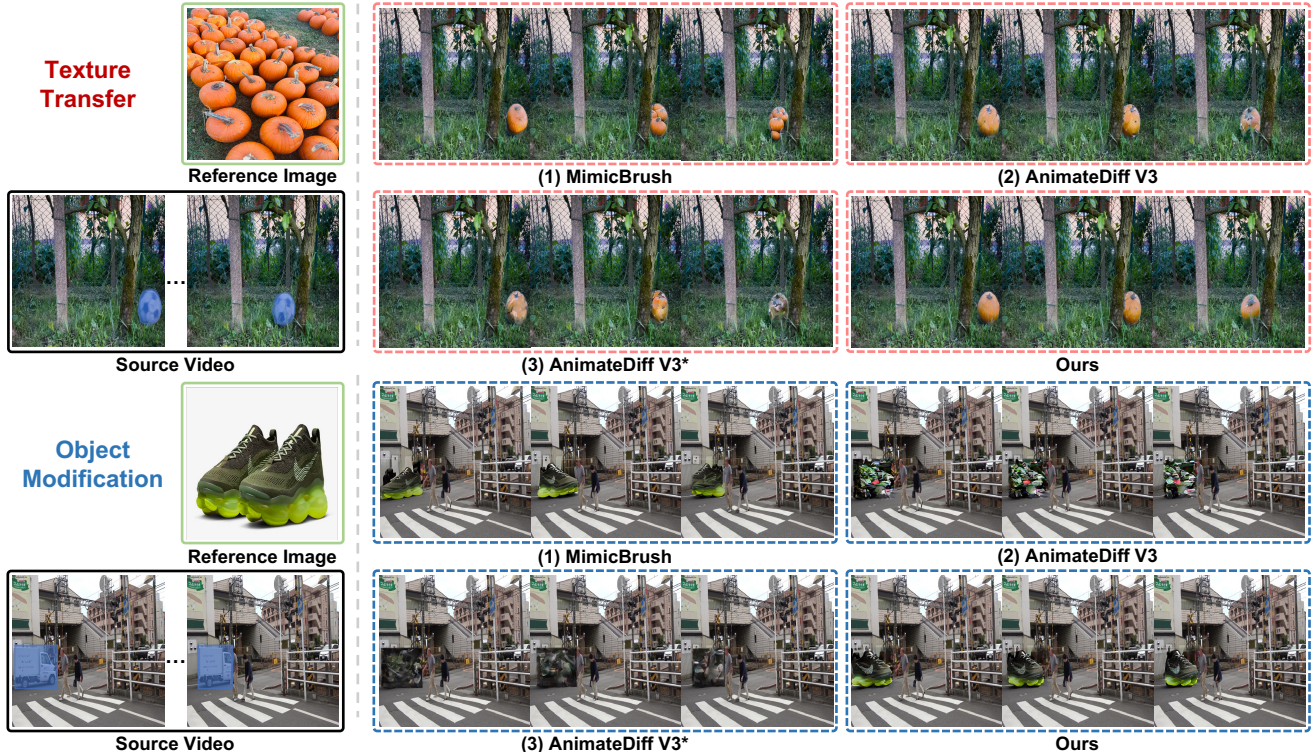 Texture
Transfer
Reference Image
(1) MimicBrush
(2) AnimateDiff V3
...
Source Video
(3) AnimateDiff V3*
Ours
Object
Modification
Reference Image
(1) MimicBrush
(2) AnimateDiff V3
...
Source Video
(3) AnimateDiff V3*
Ours